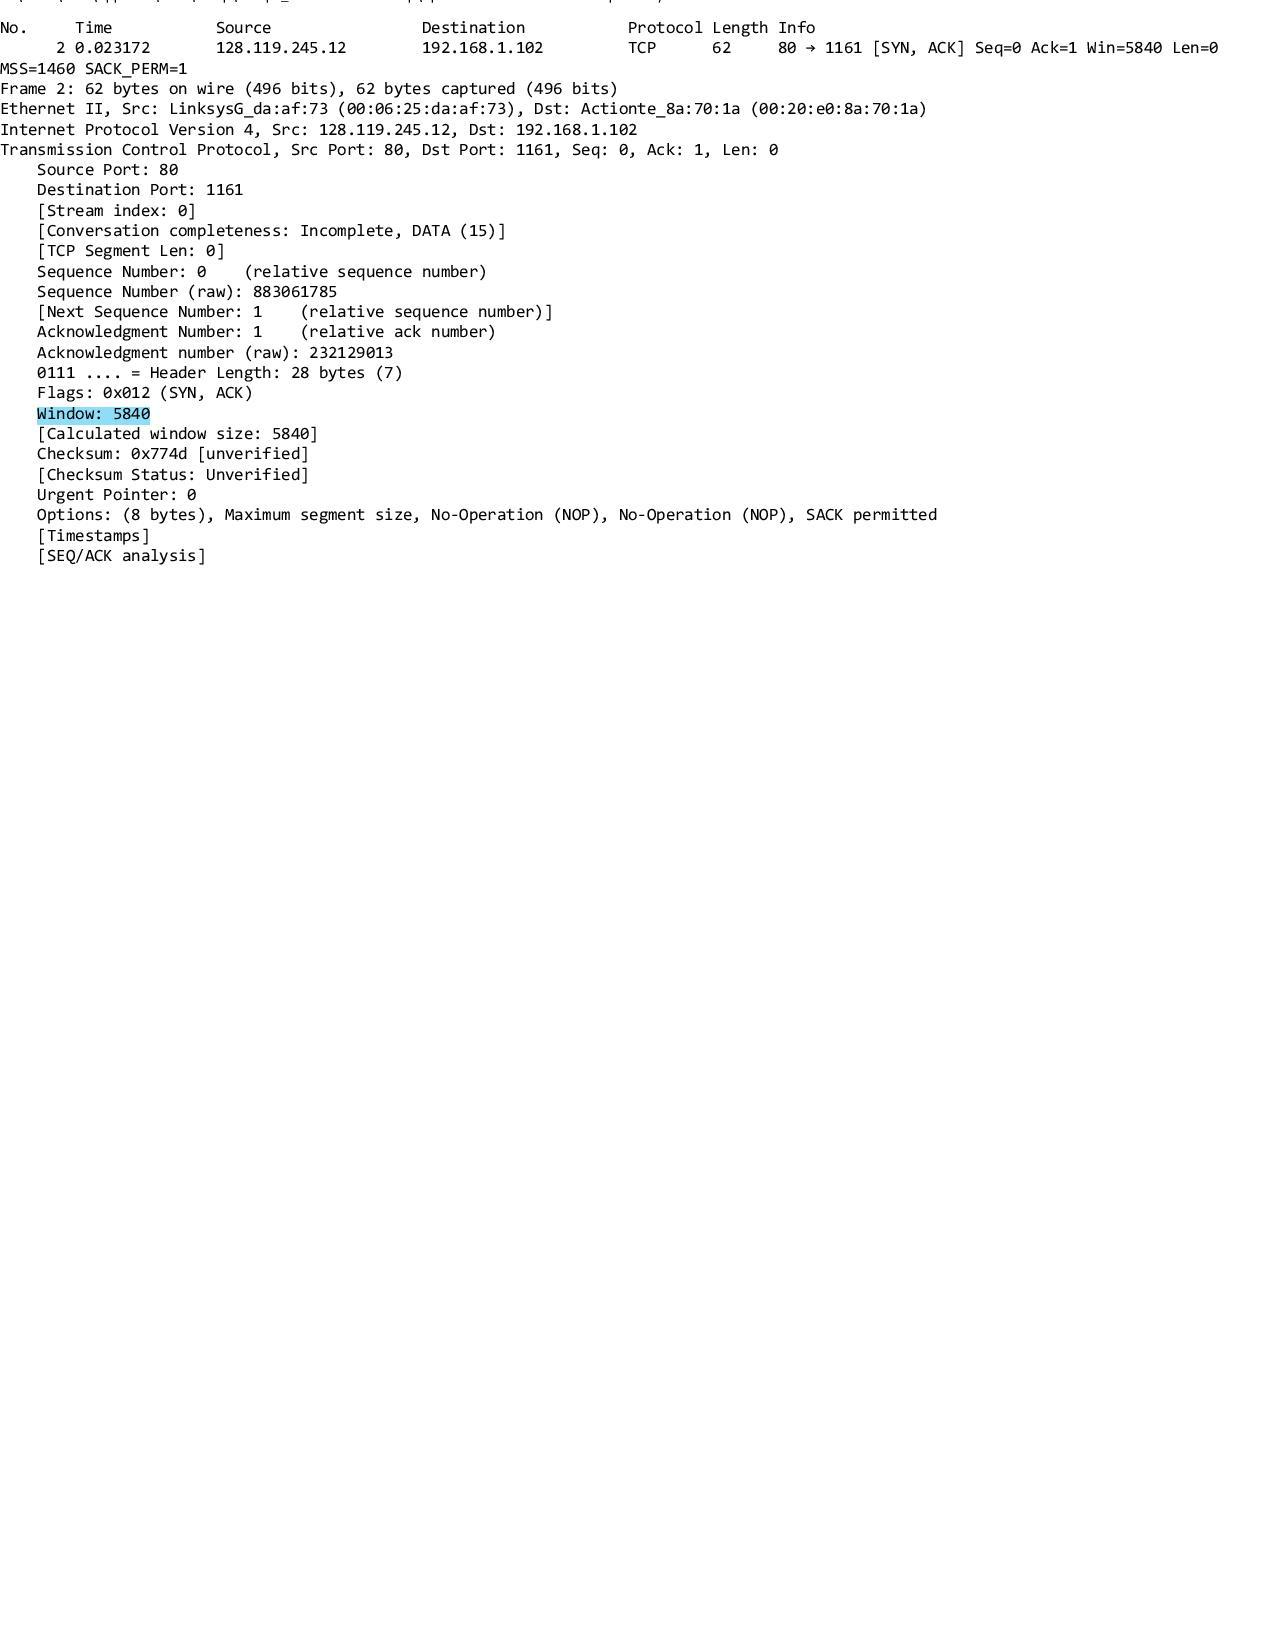 No.     Time           Source                Destination           Protocol Length Info
      2 0.023172       128.119.245.12        192.168.1.102         TCP      62     80 → 1161 [SYN, ACK] Seq=0 Ack=1 Win=5840 Len=0
MSS=1460 SACK_PERM=1
Frame 2: 62 bytes on wire (496 bits), 62 bytes captured (496 bits)
Ethernet II, Src: LinksysG_da:af:73 (00:06:25:da:af:73), Dst: Actionte_8a:70:1a (00:20:e0:8a:70:1a)
Internet Protocol Version 4, Src: 128.119.245.12, Dst: 192.168.1.102
Transmission Control Protocol, Src Port: 80, Dst Port: 1161, Seq: 0, Ack: 1, Len: 0
    Source Port: 80
    Destination Port: 1161
    [Stream index: 0]
    [Conversation completeness: Incomplete, DATA (15)]
    [TCP Segment Len: 0]
    Sequence Number: 0    (relative sequence number)
    Sequence Number (raw): 883061785
    [Next Sequence Number: 1    (relative sequence number)]
    Acknowledgment Number: 1    (relative ack number)
    Acknowledgment number (raw): 232129013
    0111 .... = Header Length: 28 bytes (7)
    Flags: 0x012 (SYN, ACK)
    Window: 5840
    [Calculated window size: 5840]
    Checksum: 0x774d [unverified]
    [Checksum Status: Unverified]
    Urgent Pointer: 0
    Options: (8 bytes), Maximum segment size, No-Operation (NOP), No-Operation (NOP), SACK permitted
    [Timestamps]
    [SEQ/ACK analysis]